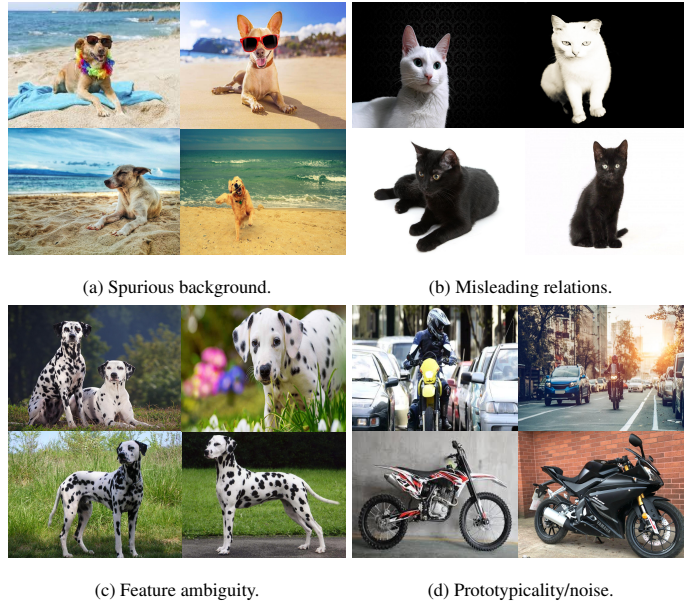 (a) Spurious background.
(b) Misleading relations.
(c) Feature ambiguity.
(d) Prototypicality/noise.